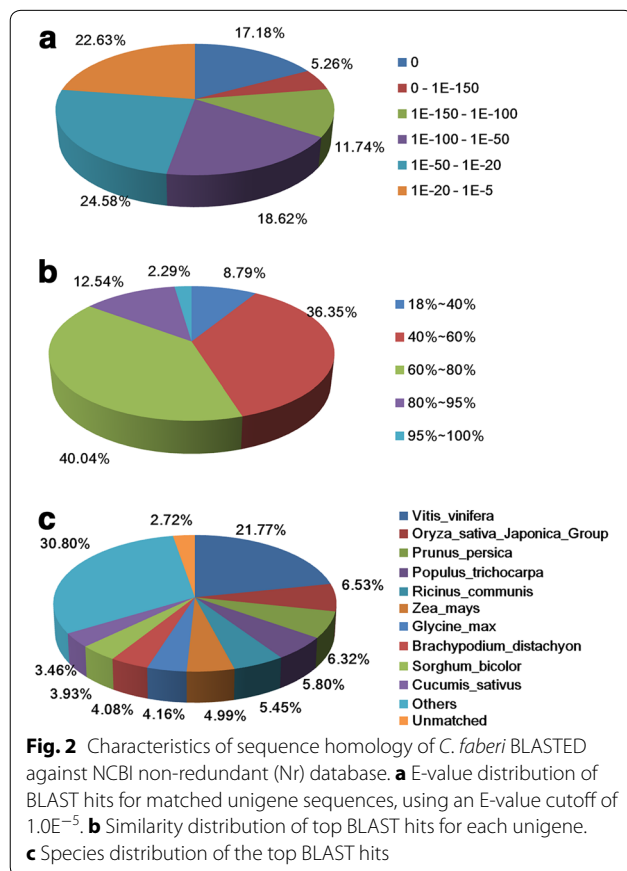 a
22.63%
17.18%
5.26%
11.74%
18.62%
24.58%
0
0 - 1E-150
1E-150 - 1E-100
1E-100 - 1E-50
1E-50 - 1E-20
1E-20 - 1E-5
b
12.54%
2.29%
8.79%
36.35%
40.04%
18%~40%
40%~60%
60%~80%
80%~95%
95%~100%
c
30.80%
2.72%
21.77%
6.53%
6.32%
5.80%
5.45%
4.99%
4.16%
4.08%
3.93%
3.46%
Vitis_vinifera
Oryza_sativa_Japonica_Group
Prunus_persica
Populus_trichocarpa
Ricinus_communis
Zea_mays
Glycine_max
Brachypodium_distachyon
Sorghum_bicolor
Cucumis_sativus
Others
Unmatched
Fig. 2 Characteristics of sequence homology of C. faberi BLASTED
against NCBI non-redundant (Nr) database. a E-value distribution of
BLAST hits for matched unigene sequences, using an E-value cutoff of
1.0E⁻⁵. b Similarity distribution of top BLAST hits for each unigene.
c Species distribution of the top BLAST hits